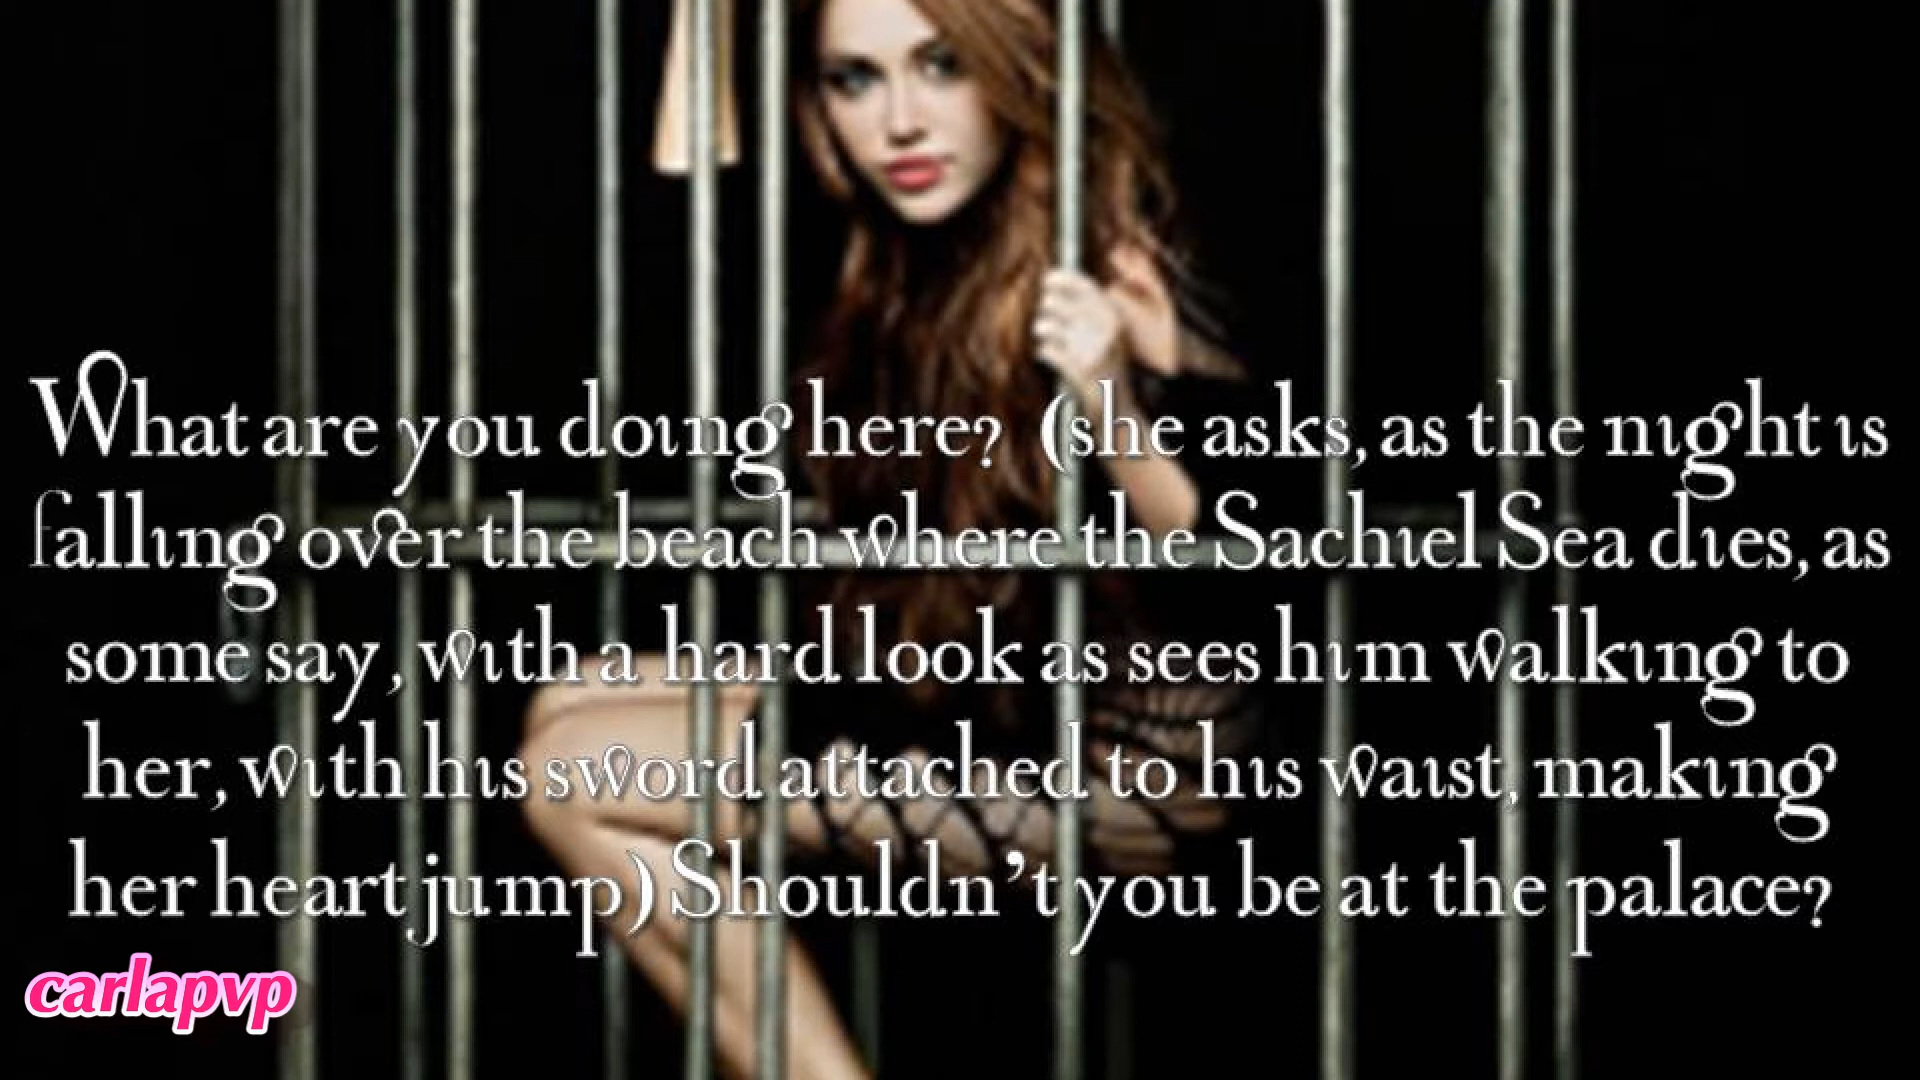 What are you doing here? (she asks, as the night is
falling over the beach where the Sachiel Sea dies, as
some say, with a hard look as sees him walking to
her, with his sword attached to his waist, making
her heart jump) Shouldn't you be at the palace?
carlapvp